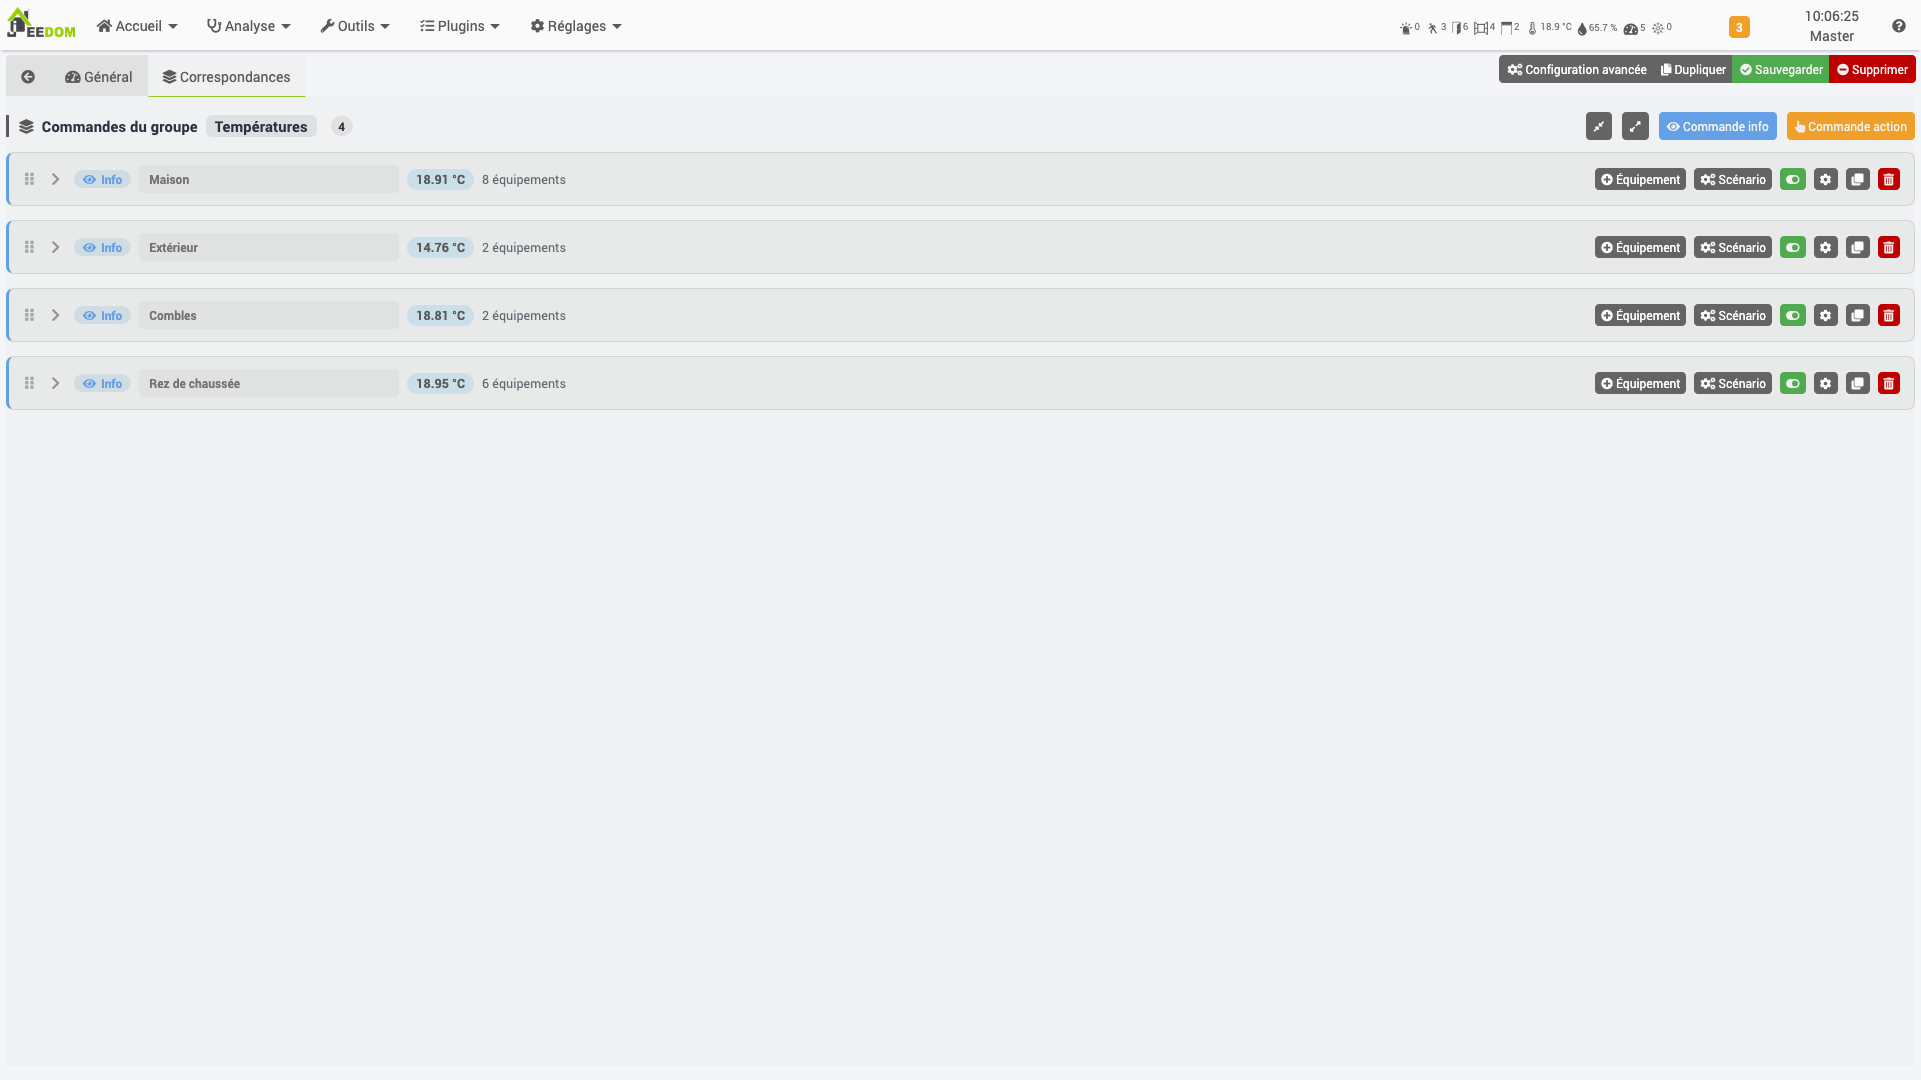 JEEDOM Accueil Analyse Outils Plugins Réglages 0 3 6 4 2 18.9 °C 65.7 % 5 0 3 10:06:25
Master
Général Correspondances Configuration avancée Dupliquer Sauvegarder Supprimer
Commandes du groupe Températures 4 Commande info Commande action
Info Maison 18.91 °C 8 équipements Équipement Scénario
Info Extérieur 14.76 °C 2 équipements Équipement Scénario
Info Combles 18.81 °C 2 équipements Équipement Scénario
Info Rez de chaussée 18.95 °C 6 équipements Équipement Scénario